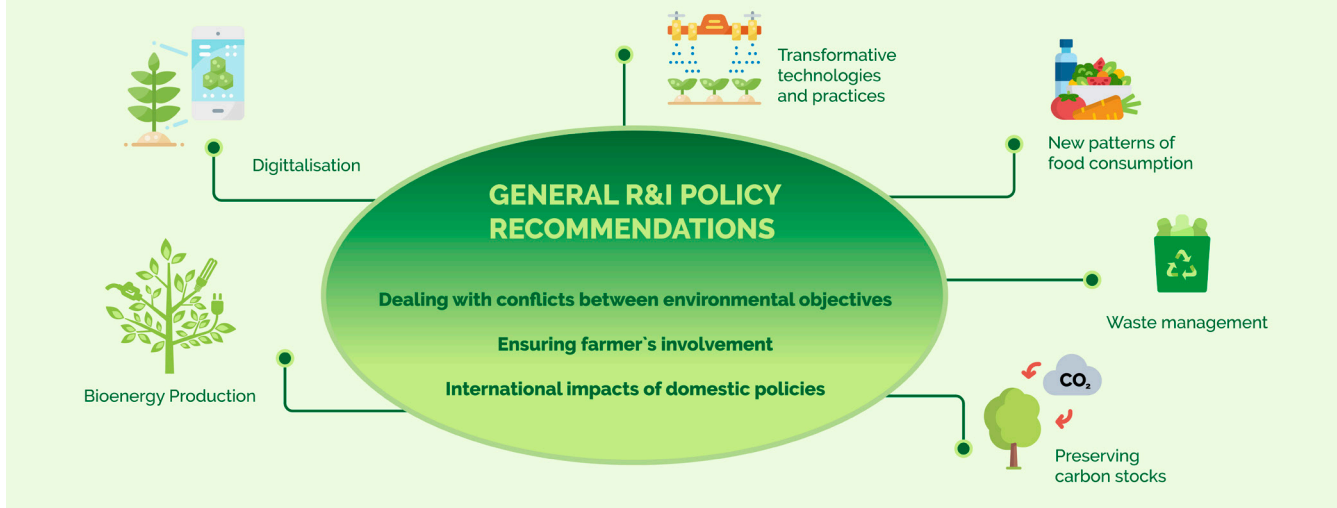 Transformative
technologies
and practices
New patterns of
food consumption
Digittalisation
GENERAL R&I POLICY
RECOMMENDATIONS
Dealing with conflicts between environmental objectives
Ensuring farmer`s involvement
International impacts of domestic policies
Waste management
Bioenergy Production
CO₂
Preserving
carbon stocks